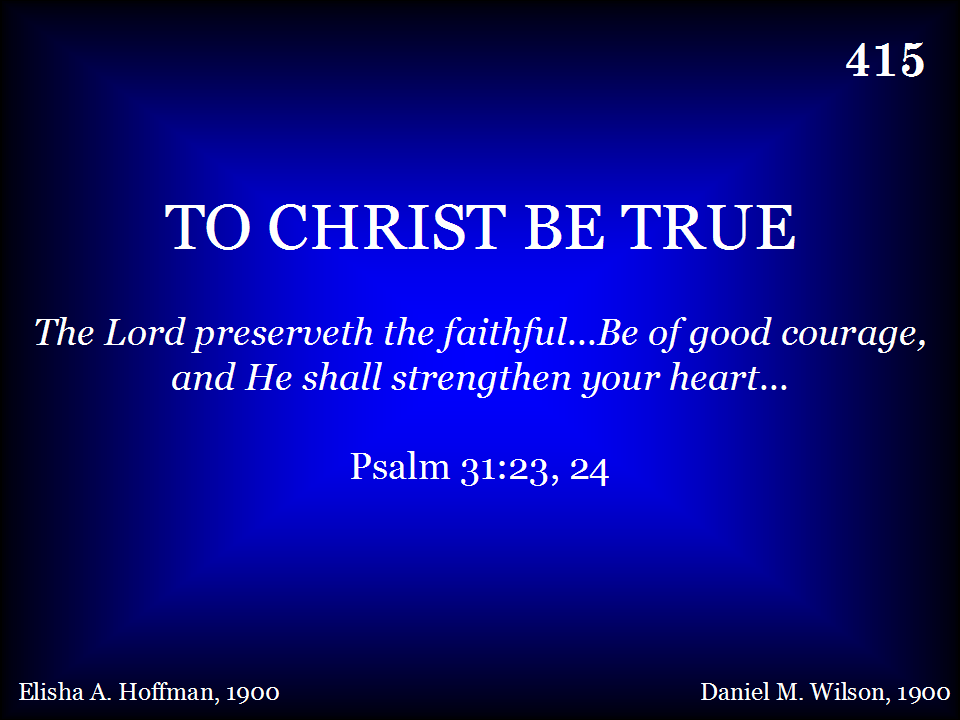 415
TO CHRIST BE TRUE
The Lord preserveth the faithful...Be of good courage,
and He shall strengthen your heart...
Psalm 31:23, 24
Elisha A. Hoffman, 1900
Daniel M. Wilson, 1900